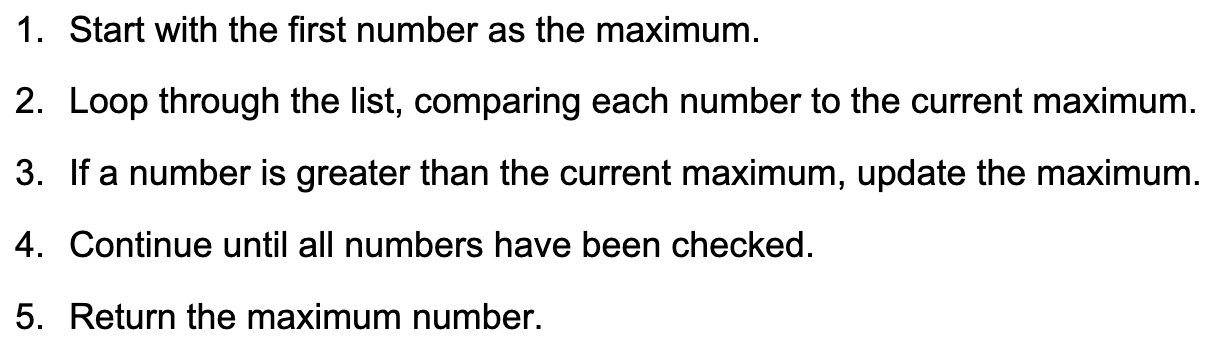 1. Start with the first number as the maximum.
2. Loop through the list, comparing each number to the current maximum.
3. If a number is greater than the current maximum, update the maximum.
4. Continue until all numbers have been checked.
5. Return the maximum number.